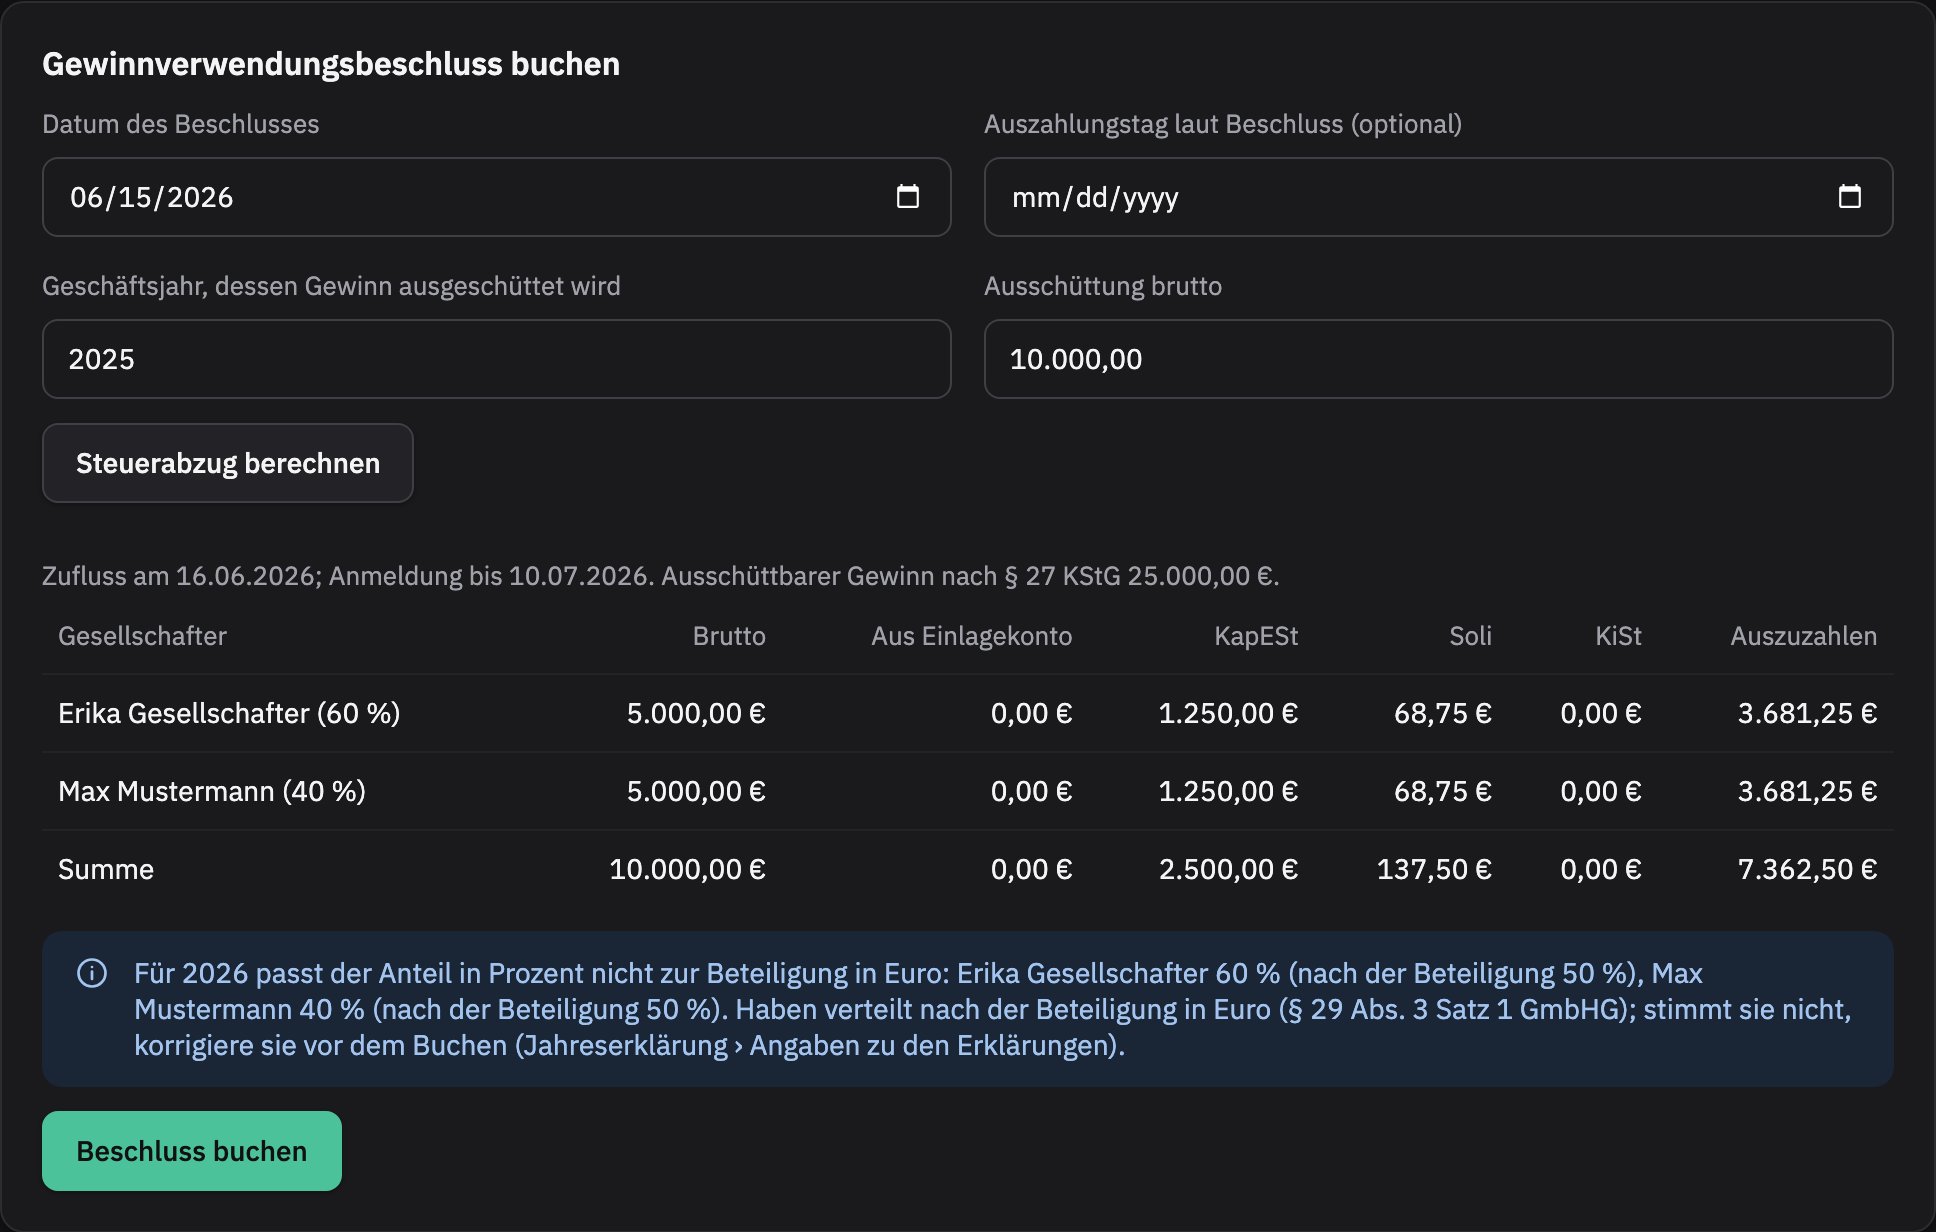 Gewinnverwendungsbeschluss buchen
Datum des Beschlusses
Auszahlungstag laut Beschluss (optional)
06/15/2026
mm/dd/yyyy
Geschäftsjahr, dessen Gewinn ausgeschüttet wird
Ausschüttung brutto
2025
10.000,00
Steuerabzug berechnen
Zufluss am 16.06.2026; Anmeldung bis 10.07.2026. Ausschüttbarer Gewinn nach § 27 KStG 25.000,00 €.
Gesellschafter Brutto Aus Einlagekonto KapESt Soli KiSt Auszuzahlen
Erika Gesellschafter (60 %) 5.000,00 € 0,00 € 1.250,00 € 68,75 € 0,00 € 3.681,25 €
Max Mustermann (40 %) 5.000,00 € 0,00 € 1.250,00 € 68,75 € 0,00 € 3.681,25 €
Summe 10.000,00 € 0,00 € 2.500,00 € 137,50 € 0,00 € 7.362,50 €
Für 2026 passt der Anteil in Prozent nicht zur Beteiligung in Euro: Erika Gesellschafter 60 % (nach der Beteiligung 50 %), Max
Mustermann 40 % (nach der Beteiligung 50 %). Haben verteilt nach der Beteiligung in Euro (§ 29 Abs. 3 Satz 1 GmbHG); stimmt sie nicht,
korrigiere sie vor dem Buchen (Jahreserklärung › Angaben zu den Erklärungen).
Beschluss buchen